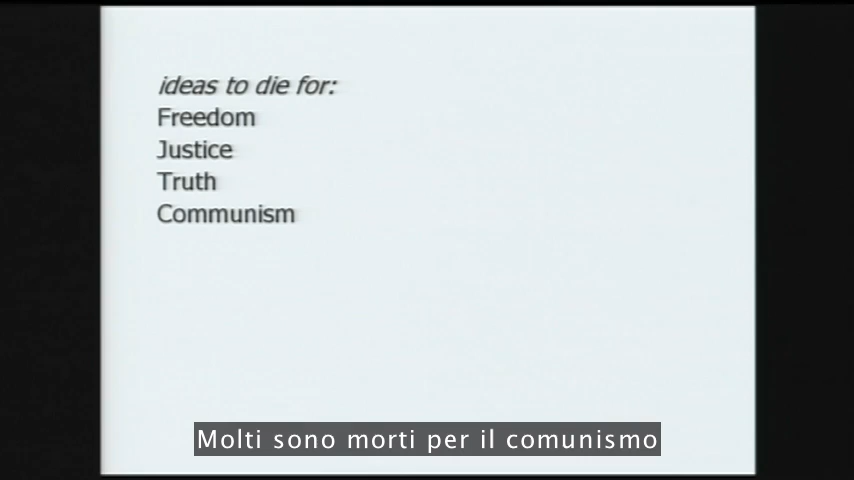 ideas to die for:
Freedom
Justice
Truth
Communism
Molti sono morti per il comunismo